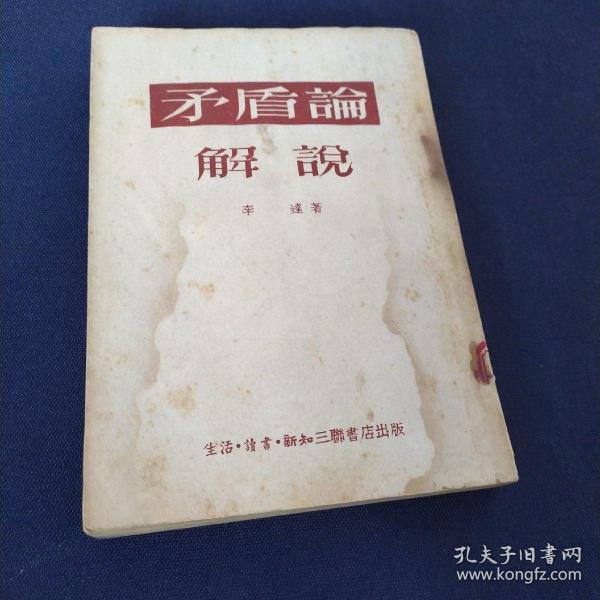 矛盾論
解說
李達著
生活·讀書·新知三聯書店出版
孔夫子旧书网
www.kongfz.com